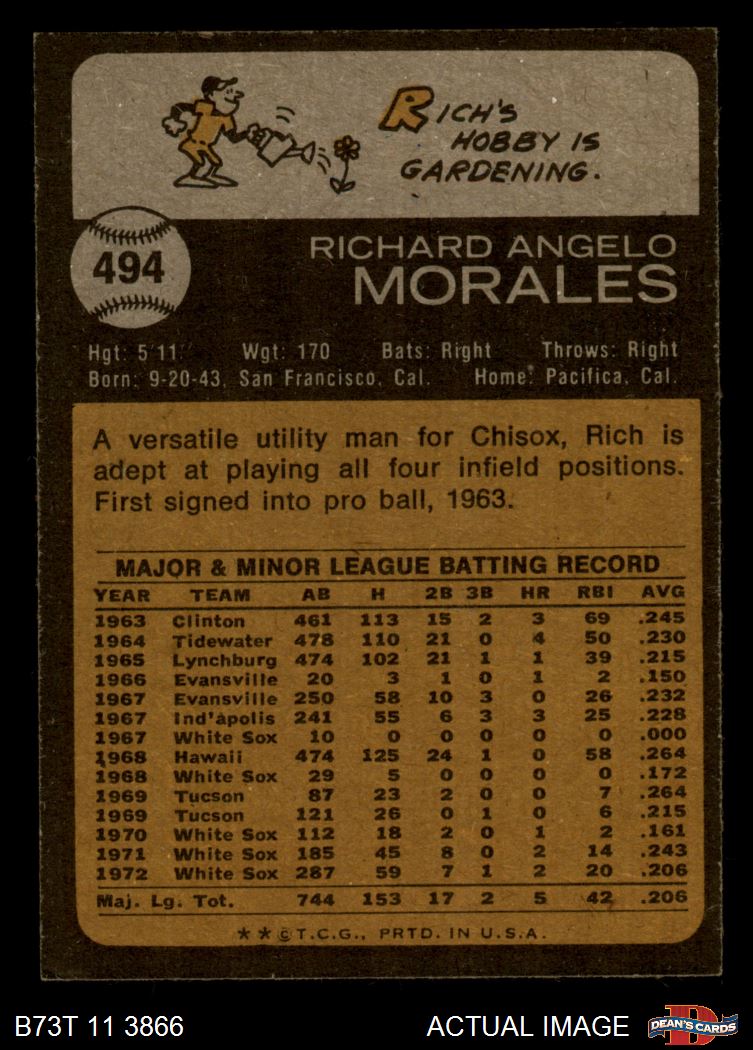 RICH'S
HOBBY IS
GARDENING.
494
RICHARD ANGELO
MORALES
Hgt: 5'11" Wgt: 170 Bats: Right Throws: Right
Born: 9-20-43, San Francisco, Cal. Home: Pacifica, Cal.
A versatile utility man for Chisox, Rich is
adept at playing all four infield positions.
First signed into pro ball, 1963.
MAJOR & MINOR LEAGUE BATTING RECORD
YEAR TEAM AB H 2B 3B HR RBI AVG
1963 Clinton 461 113 15 2 3 69 .245
1964 Tidewater 478 110 21 0 4 50 .230
1965 Lynchburg 474 102 21 1 1 39 .215
1966 Evansville 20 3 1 0 1 2 .150
1967 Evansville 250 58 10 3 0 26 .232
1967 Ind'apolis 241 55 6 3 3 25 .228
1967 White Sox 10 0 0 0 0 0 .000
1968 Hawaii 474 125 24 1 0 58 .264
1968 White Sox 29 5 0 0 0 0 .172
1969 Tucson 87 23 2 0 0 7 .264
1969 Tucson 121 26 0 1 0 6 .215
1970 White Sox 112 18 2 0 1 2 .161
1971 White Sox 185 45 8 0 2 14 .243
1972 White Sox 287 59 7 1 2 20 .206
Maj. Lg. Tot. 744 153 17 2 5 42 .206
**©T.C.G., PRTD. IN U.S.A.
B73T 11 3866 ACTUAL IMAGE D DEAN'S CARDS